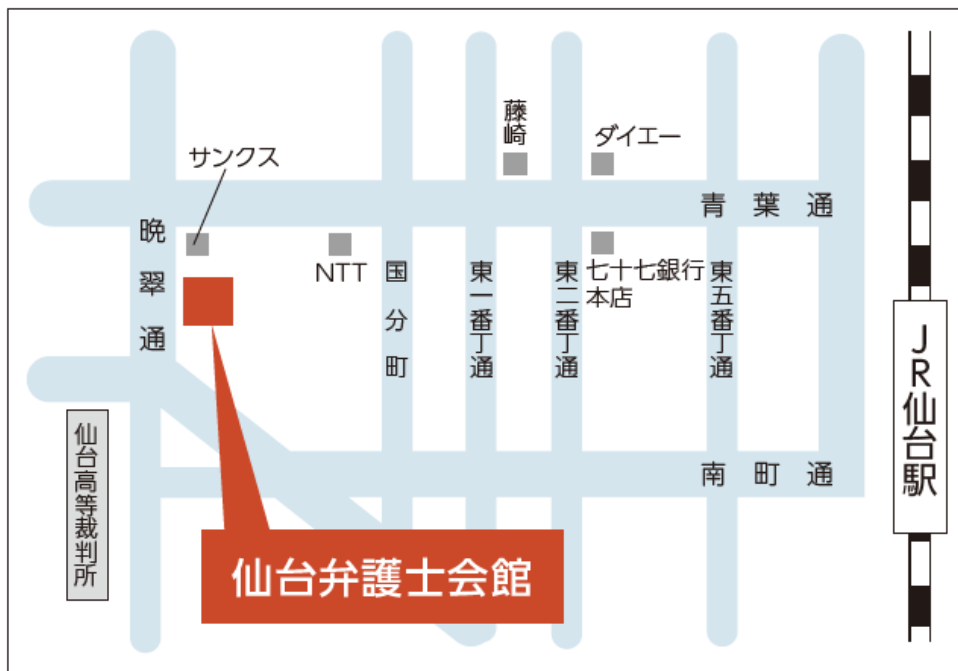 藤崎
ダイエー
サンクス
青葉通
晩翠通
NTT
国分町
東一番丁通
東二番丁通
七十七銀行
本店
東五番丁通
JR仙台駅
仙台高等裁判所
南町通
仙台弁護士会館